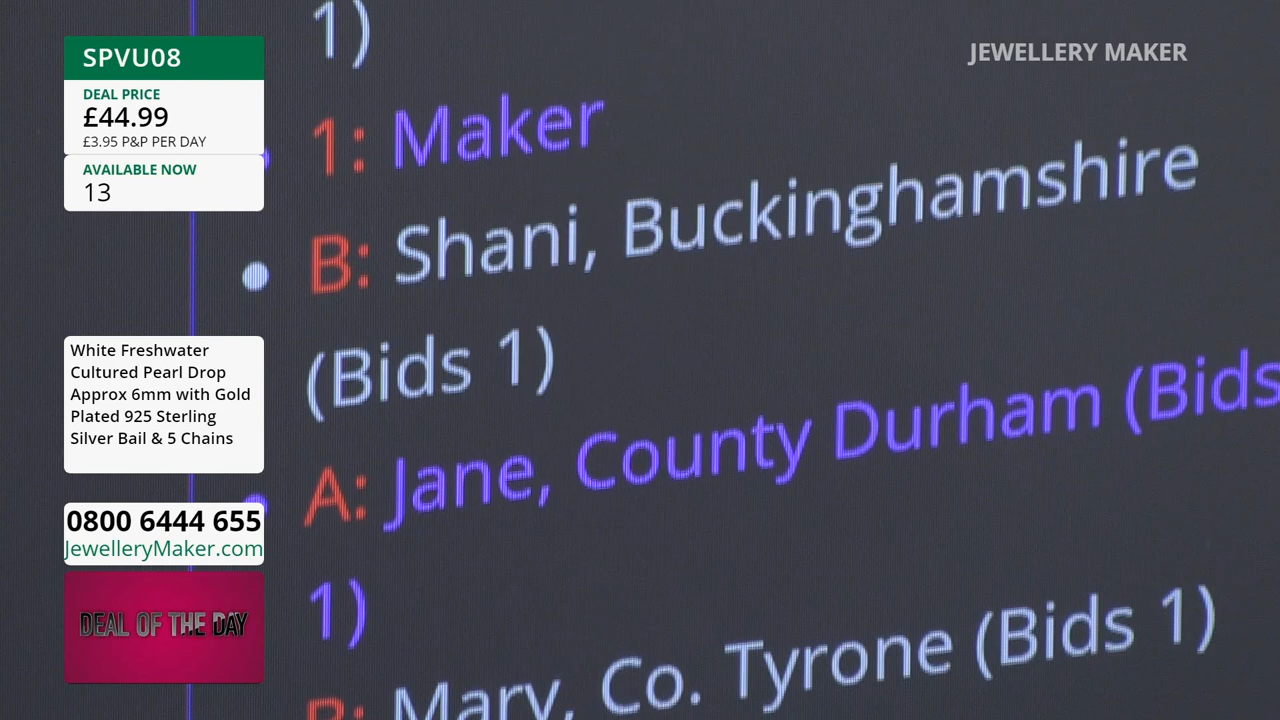 SPVU08
DEAL PRICE
£44.99
£3.95 P&P PER DAY
AVAILABLE NOW
13
White Freshwater
Cultured Pearl Drop
Approx 6mm with Gold
Plated 925 Sterling
Silver Bail & 5 Chains
0800 6444 655
JewelleryMaker.com
DEAL OF THE DAY
JEWELLERY MAKER
1)
1: Maker
B: Shani, Buckinghamshire
(Bids 1)
A: Jane, County Durham (Bids
1)
B: Mary, Co. Tyrone (Bids 1)